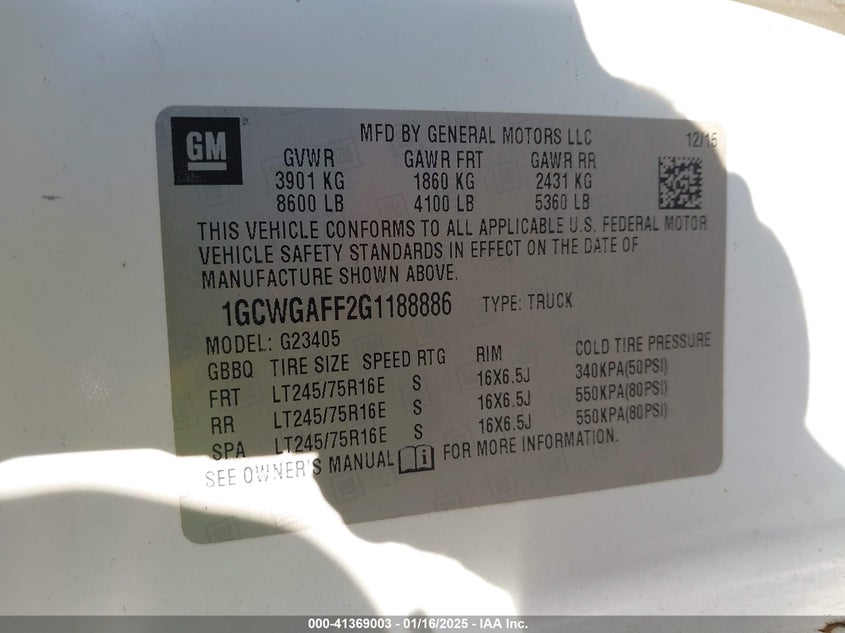 GM
MFD BY GENERAL MOTORS LLC 12/15
GVWR GAWR FRT GAWR RR
3901 KG 1860 KG 2431 KG
8600 LB 4100 LB 5360 LB
THIS VEHICLE CONFORMS TO ALL APPLICABLE U.S. FEDERAL MOTOR
VEHICLE SAFETY STANDARDS IN EFFECT ON THE DATE OF
MANUFACTURE SHOWN ABOVE.
1GCWGAFF2G1188886 TYPE: TRUCK
MODEL: G23405
GBBQ TIRE SIZE SPEED RTG RIM COLD TIRE PRESSURE
FRT LT245/75R16E S 16X6.5J 340KPA(50PSI)
RR LT245/75R16E S 16X6.5J 550KPA(80PSI)
SPA LT245/75R16E S 16X6.5J 550KPA(80PSI)
SEE OWNER'S MANUAL FOR MORE INFORMATION.
000-41369003 - 01/16/2025 - IAA Inc.